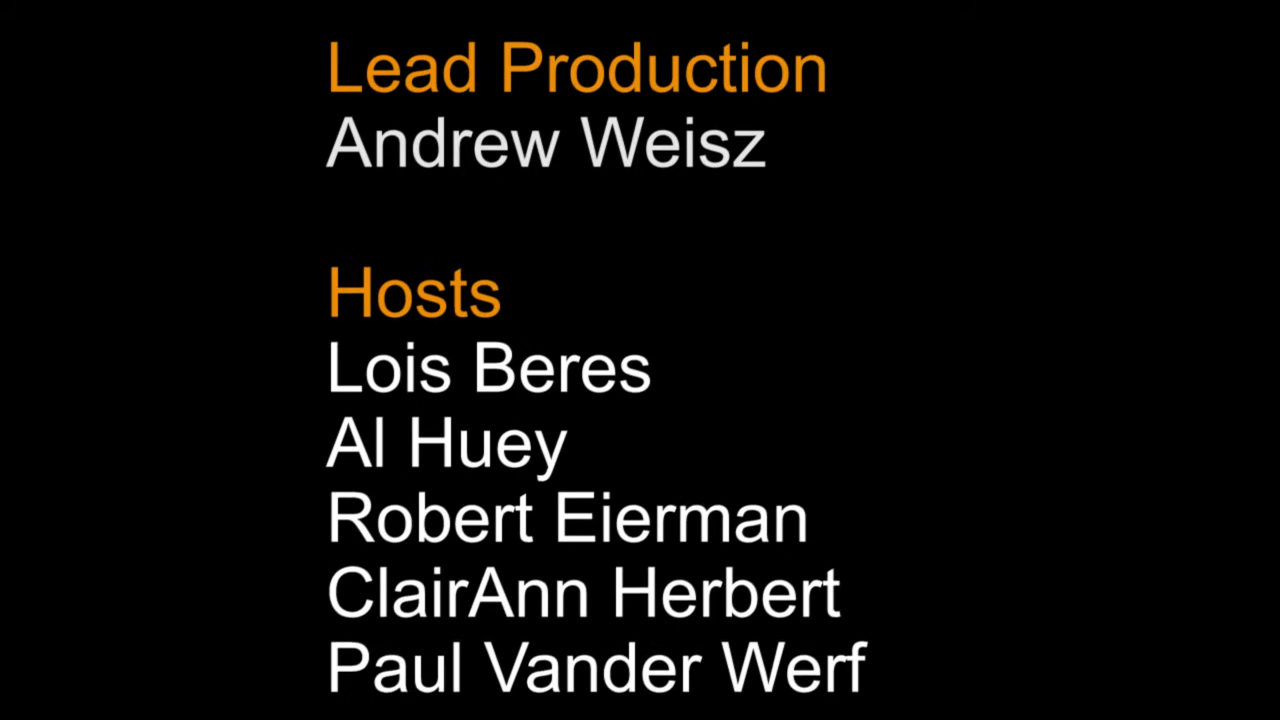 Lead Production
Andrew Weisz
Hosts
Lois Beres
Al Huey
Robert Eierman
ClairAnn Herbert
Paul Vander Werf